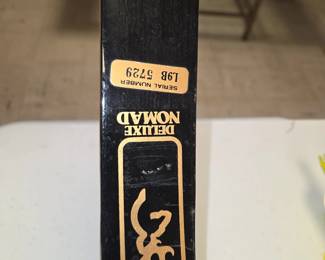 SERIAL NUMBER
L9B 5729
DELUXE
NOMAD